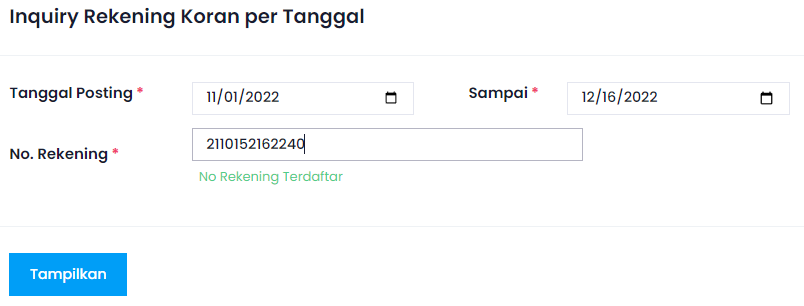 Inquiry Rekening Koran per Tanggal
Tanggal Posting * 11/01/2022 Sampai * 12/16/2022
No. Rekening * 2110152162240
No Rekening Terdaftar
Tampilkan